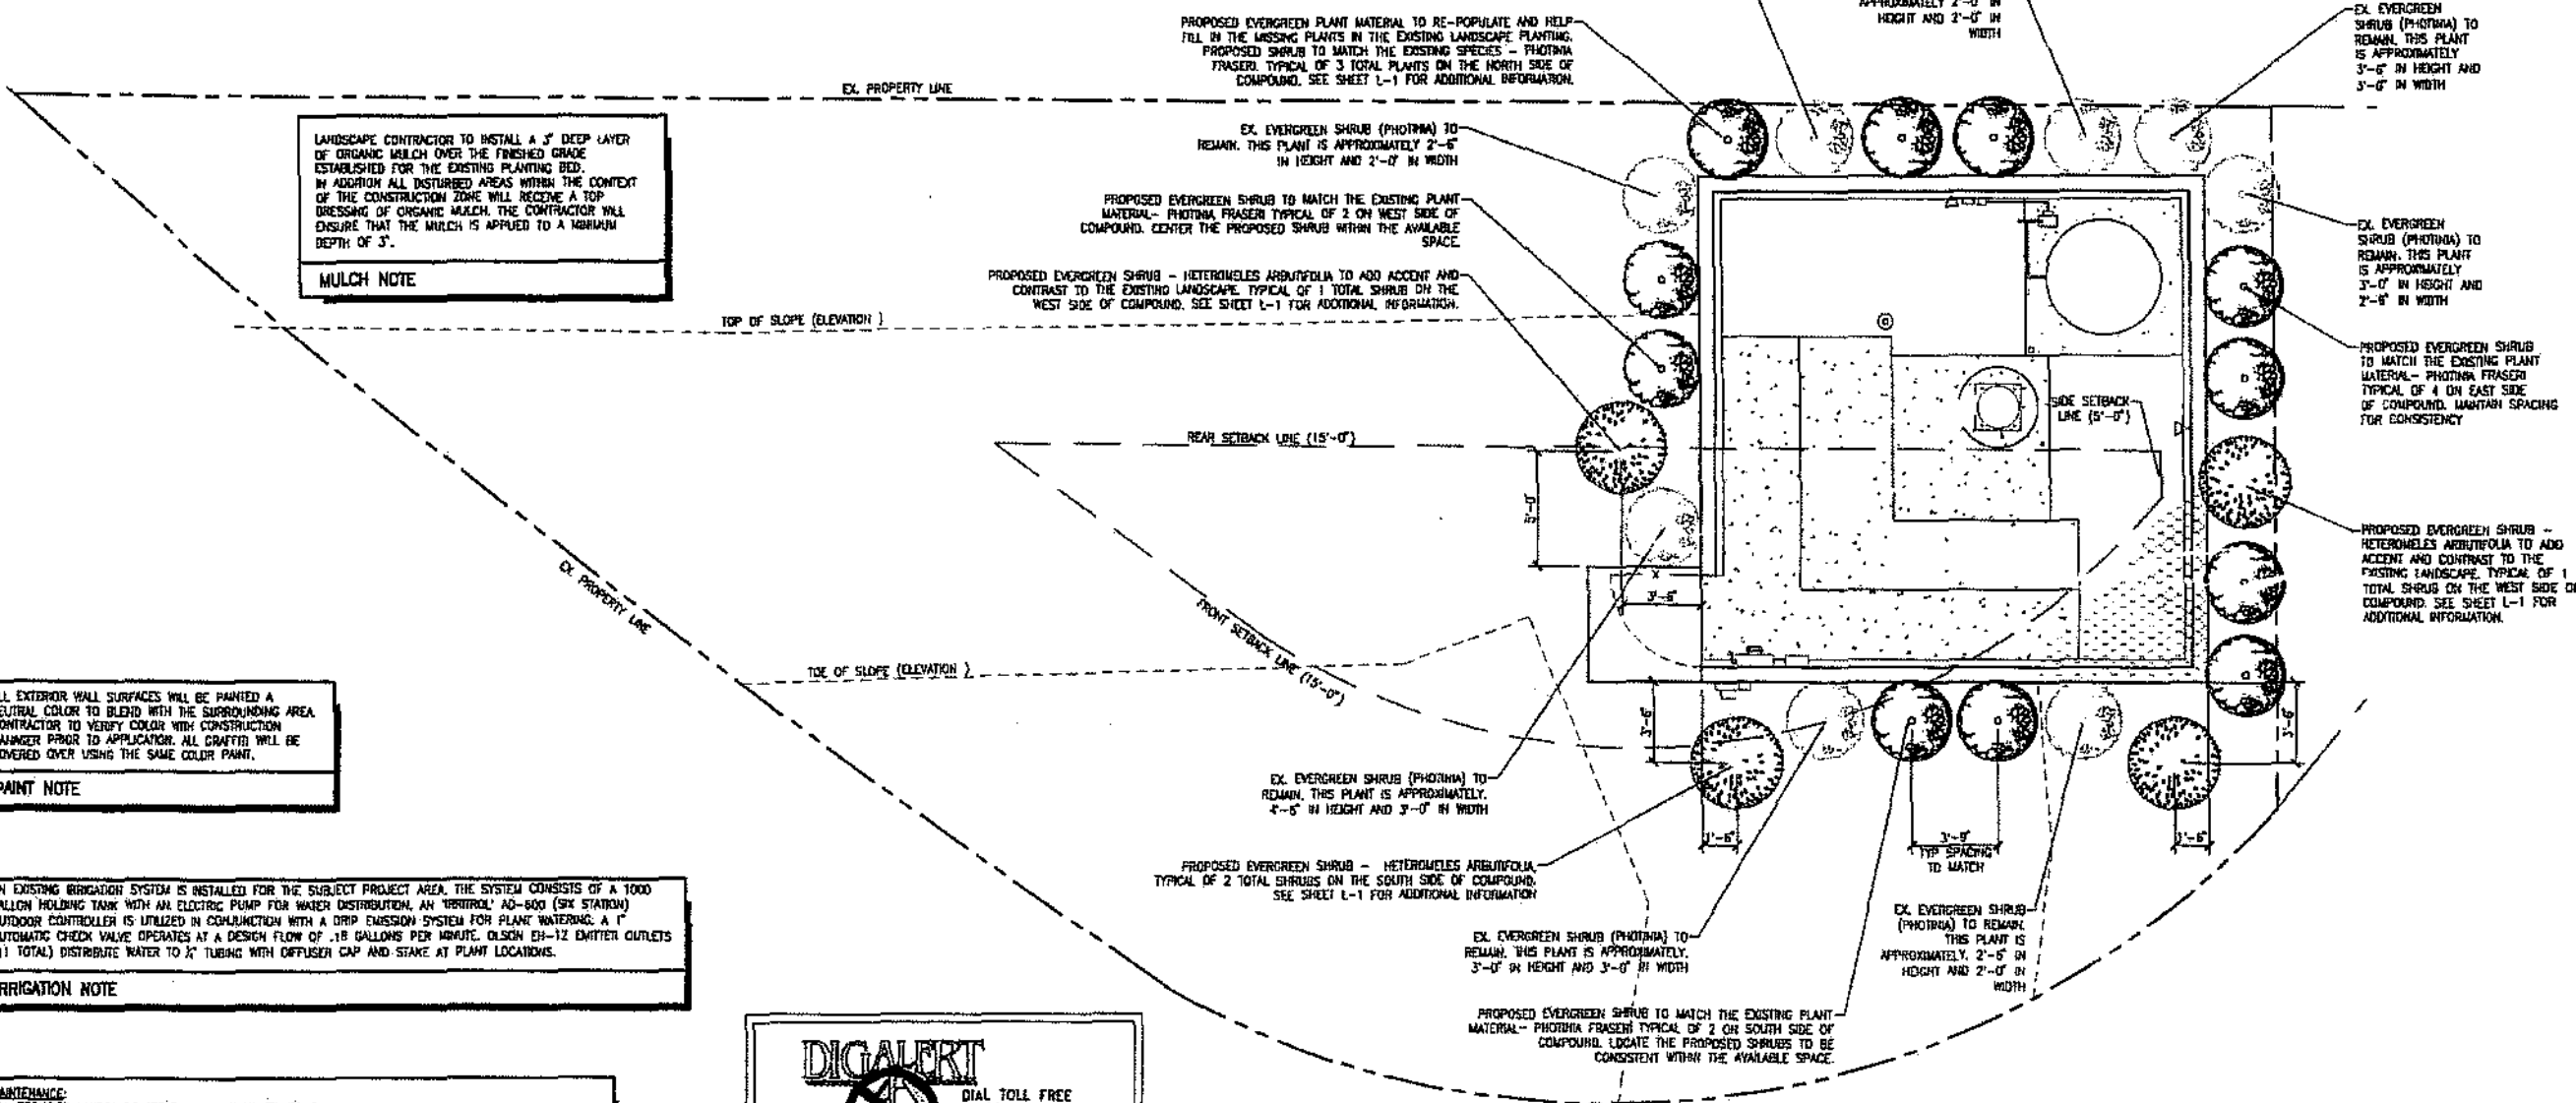 PROPOSED EVERGREEN PLANT MATERIAL TO RE-POPULATE AND HELP
FILL IN THE MISSING PLANTS IN THE EXISTING LANDSCAPE PLANTING.
PROPOSED SHRUB TO MATCH THE EXISTING SPECIES - PHOTINIA
FRASERI. TYPICAL OF 3 TOTAL PLANTS ON THE NORTH SIDE OF
COMPOUND. SEE SHEET L-1 FOR ADDITIONAL INFORMATION.
APPROXIMATELY 2'-0" IN
HEIGHT AND 2'-0" IN
WIDTH
EX. EVERGREEN
SHRUB (PHOTINIA) TO
REMAIN. THIS PLANT
IS APPROXIMATELY
3'-6" IN HEIGHT AND
3'-0" IN WIDTH
EX. PROPERTY LINE
LANDSCAPE CONTRACTOR TO INSTALL A 3" DEEP LAYER
OF ORGANIC MULCH OVER THE FINISHED GRADE
ESTABLISHED FOR THE EXISTING PLANTING BED.
IN ADDITION ALL DISTURBED AREAS WITHIN THE CONTEXT
OF THE CONSTRUCTION ZONE WILL RECEIVE A TOP
DRESSING OF ORGANIC MULCH. THE CONTRACTOR WILL
ENSURE THAT THE MULCH IS APPLIED TO A MINIMUM
DEPTH OF 3".
MULCH NOTE
EX. EVERGREEN SHRUB (PHOTINIA) TO
REMAIN. THIS PLANT IS APPROXIMATELY 2'-6"
IN HEIGHT AND 2'-0" IN WIDTH
PROPOSED EVERGREEN SHRUB TO MATCH THE EXISTING PLANT
MATERIAL- PHOTINIA FRASERI TYPICAL OF 2 ON WEST SIDE OF
COMPOUND. CENTER THE PROPOSED SHRUB WITHIN THE AVAILABLE
SPACE.
PROPOSED EVERGREEN SHRUB - HETEROMELES ARBUTIFOLIA TO ADD ACCENT AND
CONTRAST TO THE EXISTING LANDSCAPE. TYPICAL OF 1 TOTAL SHRUB ON THE
WEST SIDE OF COMPOUND. SEE SHEET L-1 FOR ADDITIONAL INFORMATION.
TOP OF SLOPE (ELEVATION )
EX. EVERGREEN
SHRUB (PHOTINIA) TO
REMAIN. THIS PLANT
IS APPROXIMATELY
3'-0" IN HEIGHT AND
2'-6" IN WIDTH
PROPOSED EVERGREEN SHRUB
TO MATCH THE EXISTING PLANT
MATERIAL- PHOTINIA FRASERI
TYPICAL OF 4 ON EAST SIDE
OF COMPOUND. MAINTAIN SPACING
FOR CONSISTENCY
SIDE SETBACK
LINE (5'-0")
REAR SETBACK LINE (15'-0")
5'-0"
PROPOSED EVERGREEN SHRUB -
HETEROMELES ARBUTIFOLIA TO ADD
ACCENT AND CONTRAST TO THE
EXISTING LANDSCAPE. TYPICAL OF 1
TOTAL SHRUB ON THE WEST SIDE OF
COMPOUND. SEE SHEET L-1 FOR
ADDITIONAL INFORMATION.
EX. PROPERTY LINE
X
3'-6"
FRONT SETBACK LINE (15'-0")
TOE OF SLOPE (ELEVATION )
LL EXTERIOR WALL SURFACES WILL BE PAINTED A
EUTRAL COLOR TO BLEND WITH THE SURROUNDING AREA.
ONTRACTOR TO VERIFY COLOR WITH CONSTRUCTION
ANAGER PRIOR TO APPLICATION. ALL GRAFFITI WILL BE
OVERED OVER USING THE SAME COLOR PAINT.
PAINT NOTE
3'-6"
3'-6"
EX. EVERGREEN SHRUB (PHOTINIA) TO
REMAIN. THIS PLANT IS APPROXIMATELY.
4'-6" IN HEIGHT AND 3'-0" IN WIDTH
1'-6"
3'-9"
TYP SPACING
TO MATCH
1'-6"
PROPOSED EVERGREEN SHRUB - HETEROMELES ARBUTIFOLIA,
TYPICAL OF 2 TOTAL SHRUBS ON THE SOUTH SIDE OF COMPOUND.
SEE SHEET L-1 FOR ADDITIONAL INFORMATION
N EXISTING IRRIGATION SYSTEM IS INSTALLED FOR THE SUBJECT PROJECT AREA. THE SYSTEM CONSISTS OF A 1000
ALLON HOLDING TANK WITH AN ELECTRIC PUMP FOR WATER DISTRIBUTION. AN 'IRRITROL' AD-600 (SIX STATION)
UTDOOR CONTROLLER IS UTILIZED IN CONJUNCTION WITH A DRIP EMISSION SYSTEM FOR PLANT WATERING. A 1"
UTOMATIC CHECK VALVE OPERATES AT A DESIGN FLOW OF .18 GALLONS PER MINUTE. OLSON EH-12 EMITTER OUTLETS
1 TOTAL) DISTRIBUTE WATER TO ¼" TUBING WITH DIFFUSER CAP AND STAKE AT PLANT LOCATIONS.
RRIGATION NOTE
EX. EVERGREEN SHRUB (PHOTINIA) TO
REMAIN. THIS PLANT IS APPROXIMATELY.
3'-0" IN HEIGHT AND 3'-0" IN WIDTH
EX. EVERGREEN SHRUB
(PHOTINIA) TO REMAIN.
THIS PLANT IS
APPROXIMATELY. 2'-6" IN
HEIGHT AND 2'-0" IN
WIDTH
PROPOSED EVERGREEN SHRUB TO MATCH THE EXISTING PLANT
MATERIAL- PHOTINIA FRASERI TYPICAL OF 2 ON SOUTH SIDE OF
COMPOUND. LOCATE THE PROPOSED SHRUBS TO BE
CONSISTENT WITHIN THE AVAILABLE SPACE.
DIGALERT
DIAL TOLL FREE
AINTENANCE: